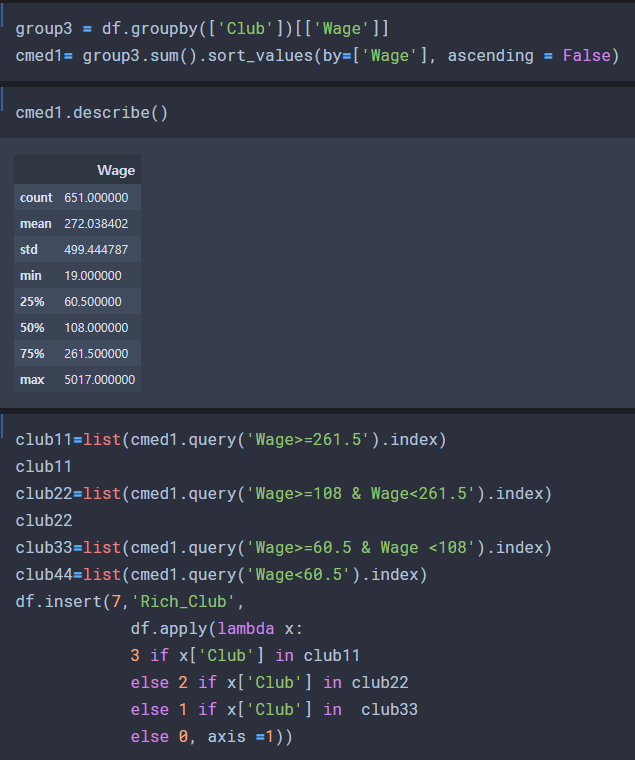 group3 = df.groupby(['Club'])[['Wage']]
cmed1= group3.sum().sort_values(by=['Wage'], ascending = False)
cmed1.describe()
Wage
count 651.000000
mean 272.038402
std 499.444787
min 19.000000
25% 60.500000
50% 108.000000
75% 261.500000
max 5017.000000
club11=list(cmed1.query('Wage>=261.5').index)
club11
club22=list(cmed1.query('Wage>=108 & Wage<261.5').index)
club22
club33=list(cmed1.query('Wage>=60.5 & Wage <108').index)
club44=list(cmed1.query('Wage<60.5').index)
df.insert(7,'Rich_Club',
df.apply(lambda x:
3 if x['Club'] in club11
else 2 if x['Club'] in club22
else 1 if x['Club'] in  club33
else 0, axis =1))